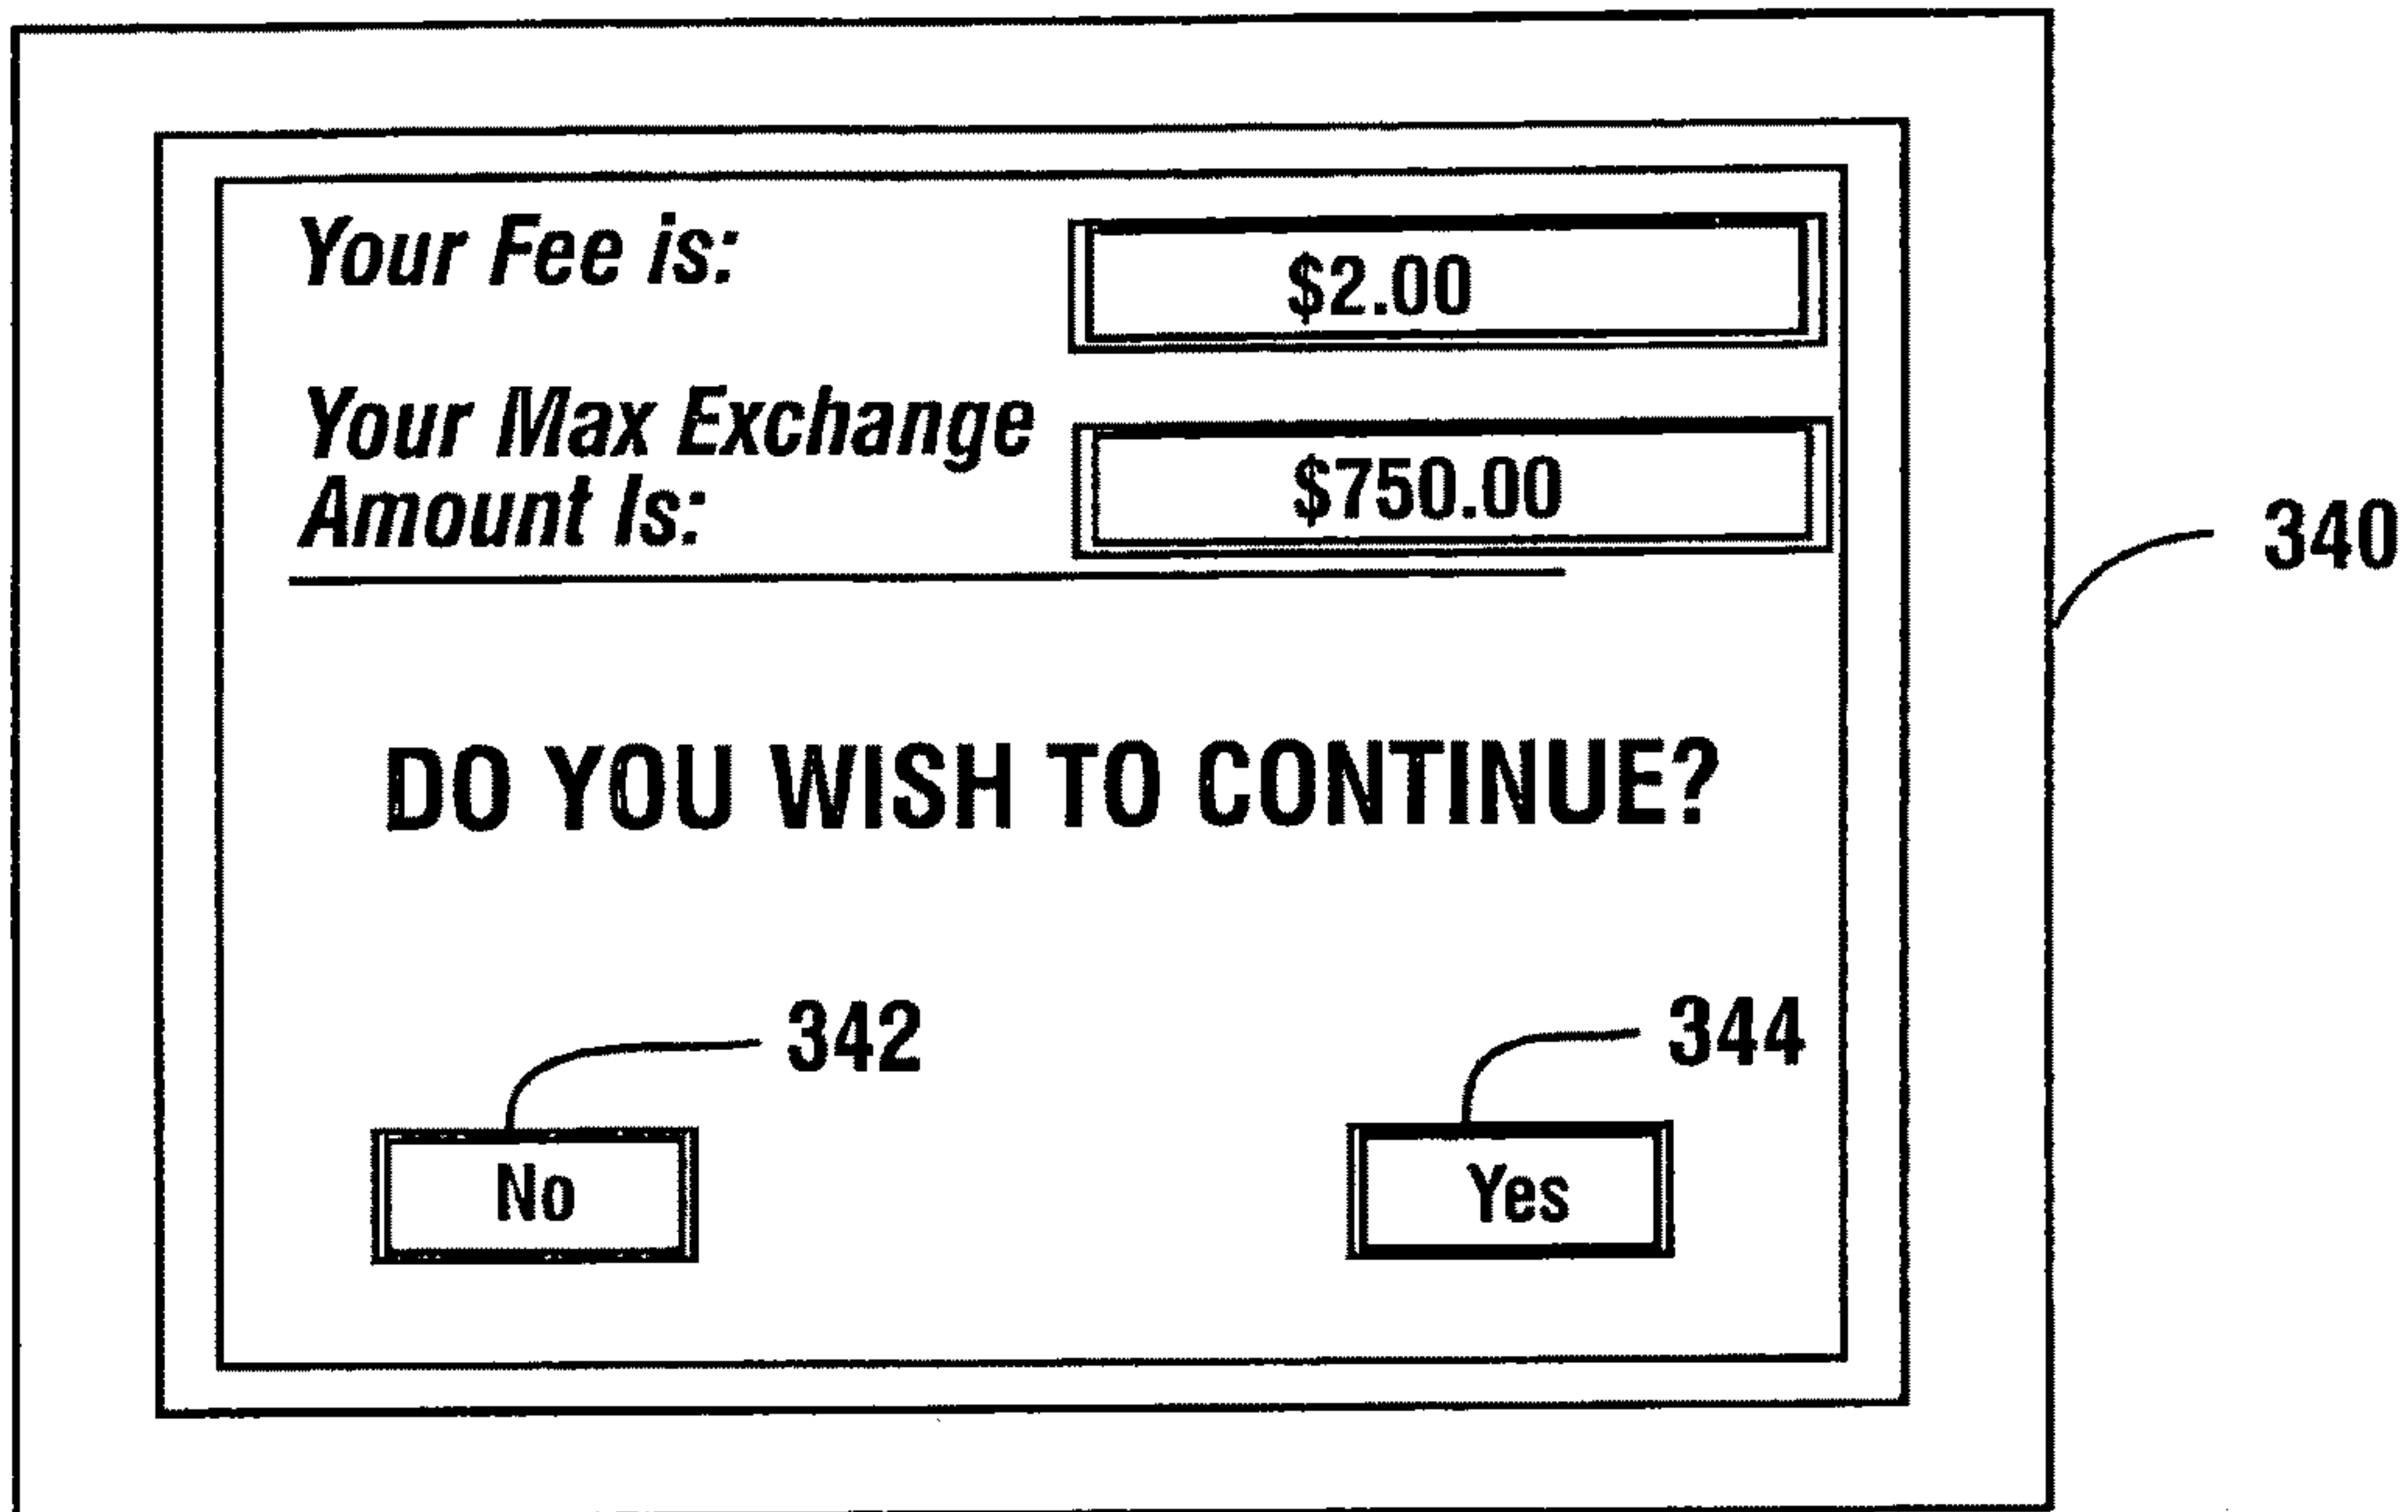 Your Fee is:
$2.00
Your Max Exchange
Amount Is:
$750.00
340
DO YOU WISH TO CONTINUE?
342
344
No
Yes